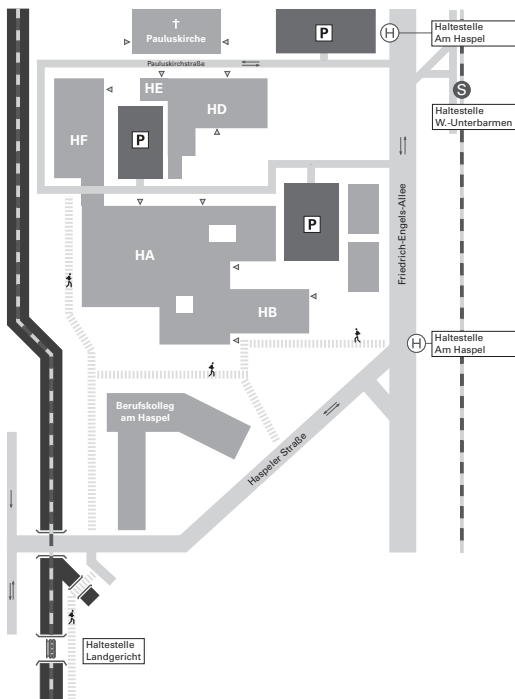 Pauluskirche
P
H
Haltestelle
Am Haspel
Pauluskirchstraße
S
HE
HD
HF
P
Haltestelle
W.-Unterbarmen
P
Friedrich-Engels-Allee
HA
HB
H
Haltestelle
Am Haspel
Berufskolleg
am Haspel
Haspeler Straße
Haltestelle
Landgericht